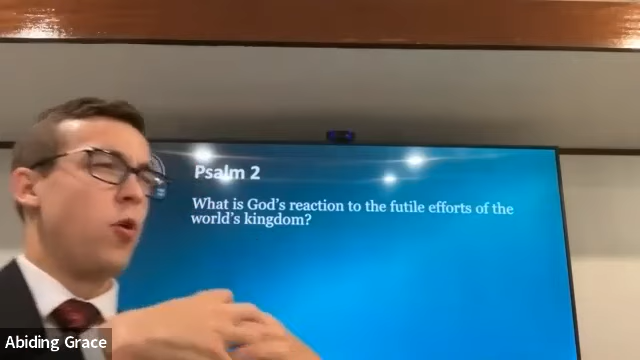 Psalm 2
What is God's reaction to the futile efforts of the
world's kingdom?
Abiding Grace